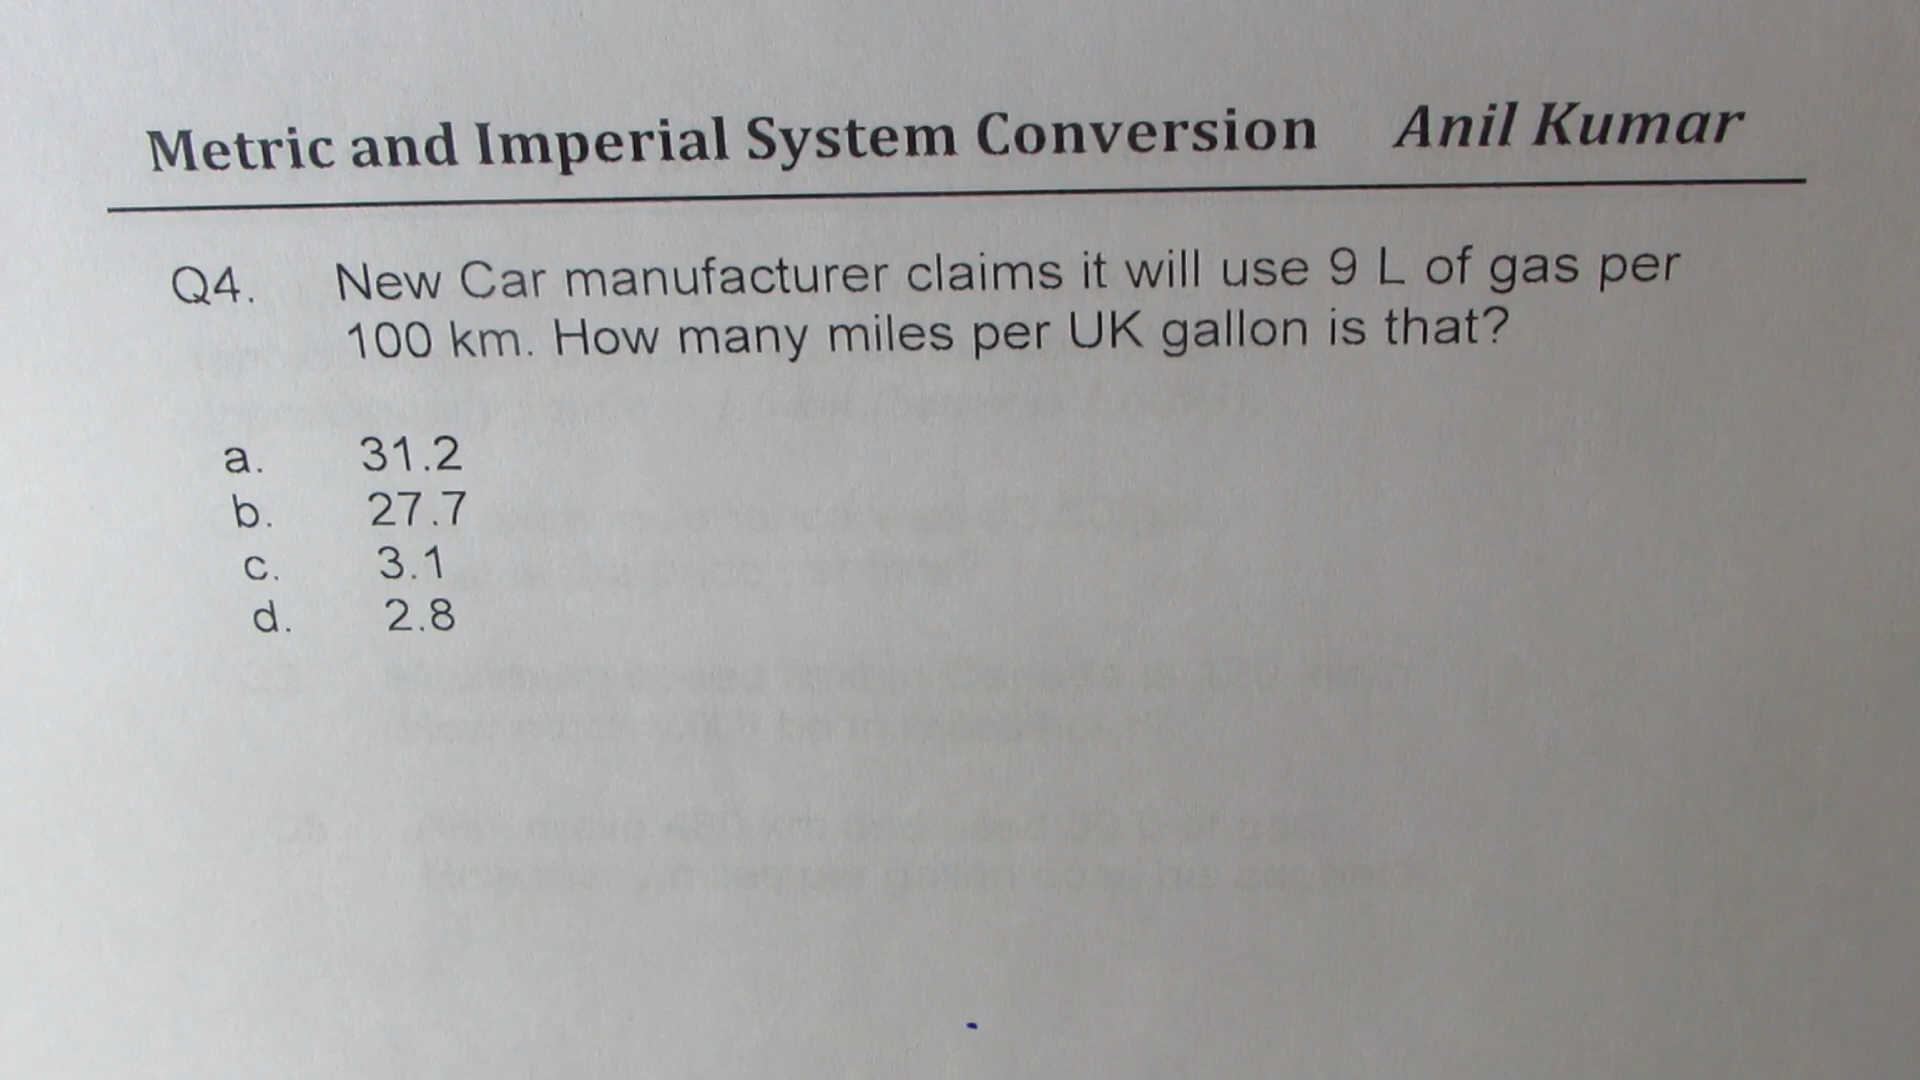 Metric and Imperial System Conversion Anil Kumar
Q4. New Car manufacturer claims it will use 9 L of gas per
100 km. How many miles per UK gallon is that?
a. 31.2
b. 27.7
c. 3.1
d. 2.8